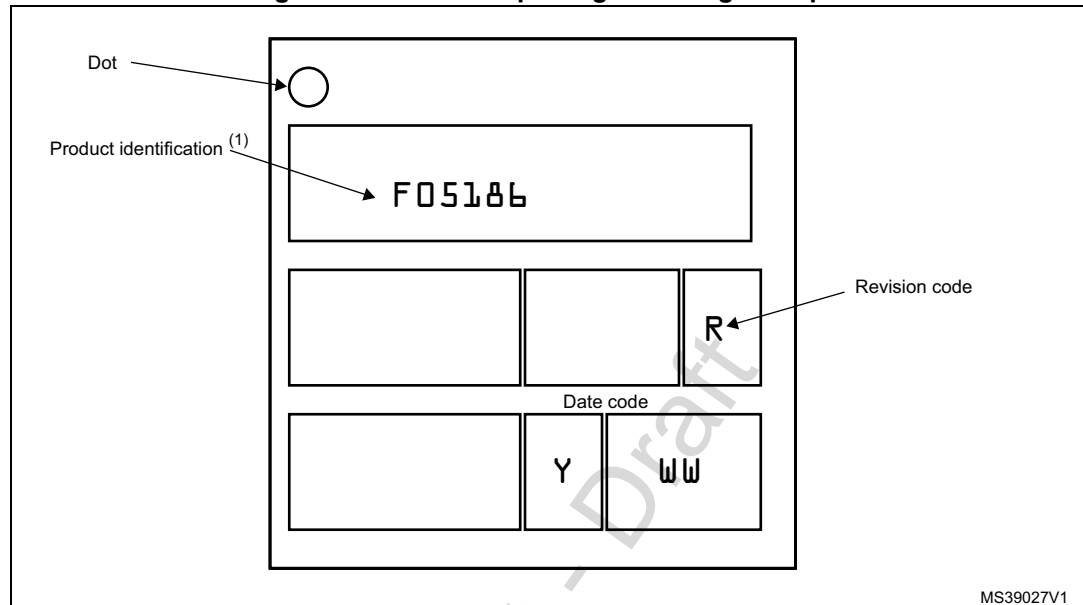 Dot
Product identification (1)
F05186
Revision code
R
Date code
Y WW
- Draft
MS39027V1